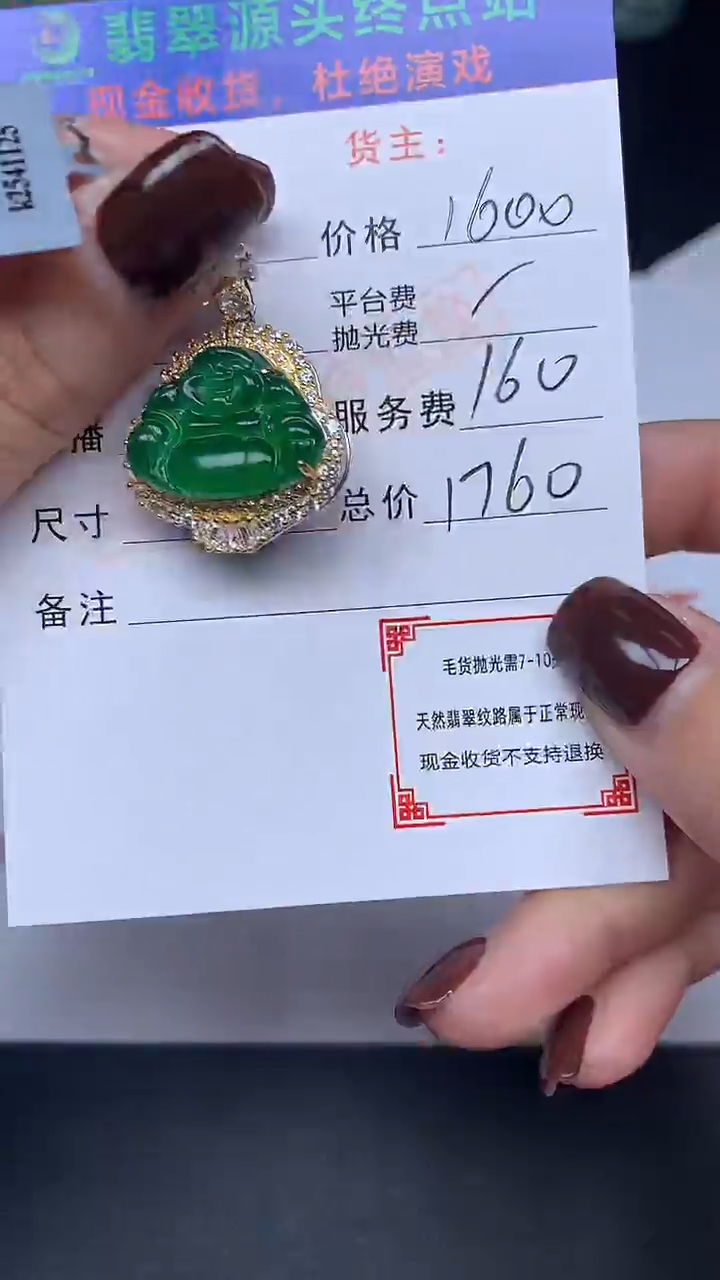 翡翠源头终点站
现金收货，杜绝演戏
k2541125
货主：
价格 1600
平台费
抛光费
播
服务费 160
尺寸
总价 1760
备注
毛货抛光需7-10
天然翡翠纹路属于正常现
现金收货不支持退换